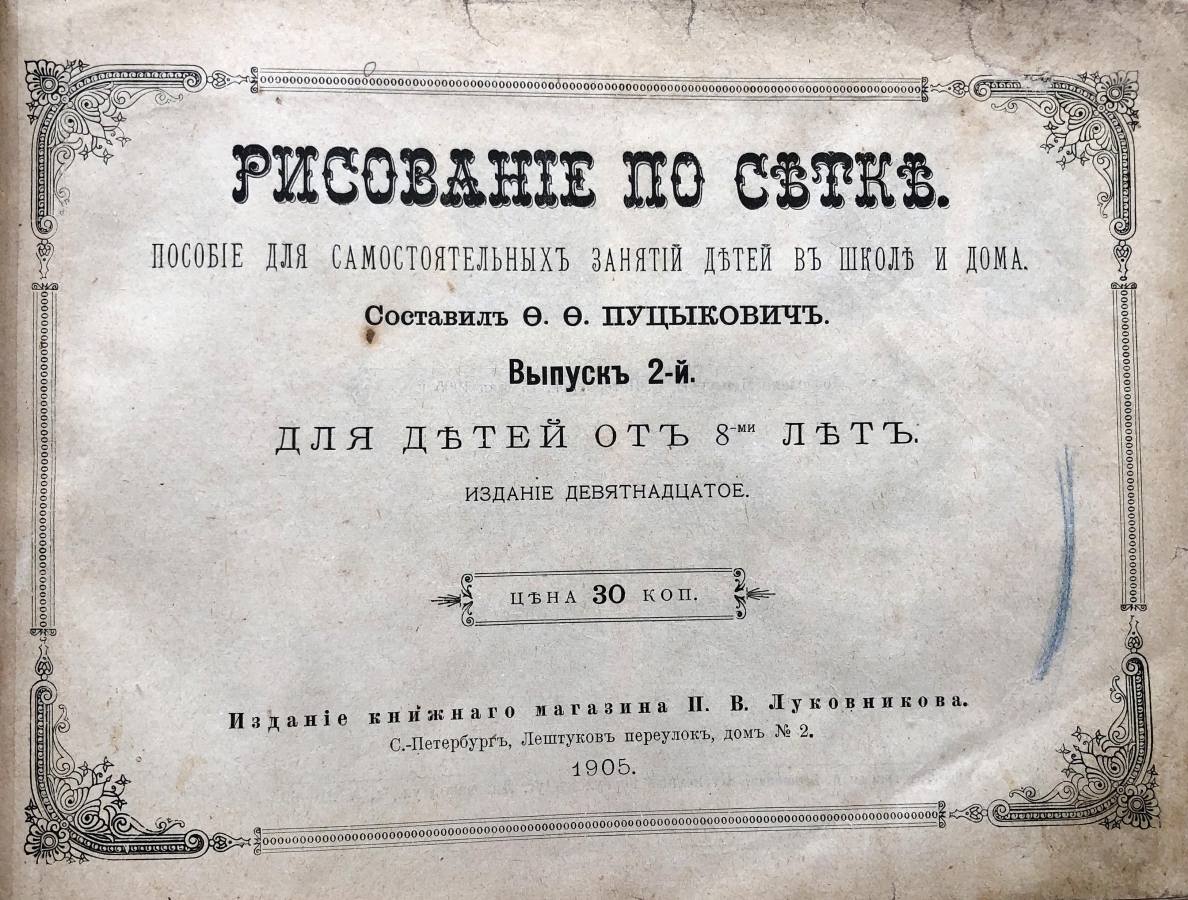 РИСОВАНІЕ ПО СѢТКѢ.
ПОСОБІЕ ДЛЯ САМОСТОЯТЕЛЬНЫХЪ ЗАНЯТІЙ ДѢТЕЙ ВЪ ШКОЛѢ И ДОМА.
Составилъ Ѳ. Ѳ. ПУЦЫКОВИЧЪ.
Выпускъ 2-й.
ДЛЯ ДѢТЕЙ ОТЪ 8-ми ЛѢТЪ.
ИЗДАНІЕ ДЕВЯТНАДЦАТОЕ.
ЦѢНА 30 КОП.
Изданіе книжнаго магазина П. В. Луковникова.
С.-Петербургъ, Лештуковъ переулокъ, домъ № 2.
1905.